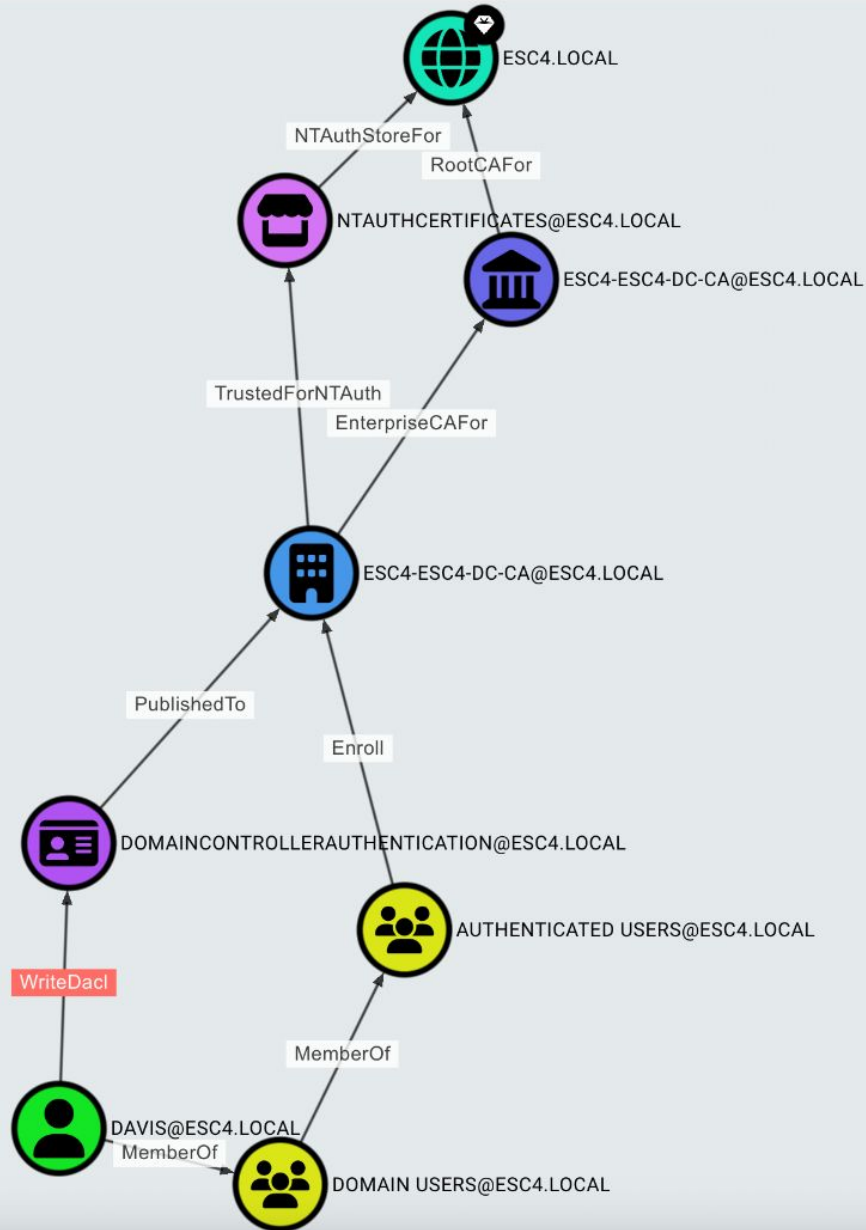 ESC4.LOCAL
NTAuthStoreFor
RootCAFor
NTAUTHCERTIFICATES@ESC4.LOCAL
ESC4-ESC4-DC-CA@ESC4.LOCAL
TrustedForNTAuth
EnterpriseCAFor
ESC4-ESC4-DC-CA@ESC4.LOCAL
PublishedTo
Enroll
DOMAINCONTROLLERAUTHENTICATION@ESC4.LOCAL
AUTHENTICATED USERS@ESC4.LOCAL
WriteDacl
MemberOf
DAVIS@ESC4.LOCAL
MemberOf
DOMAIN USERS@ESC4.LOCAL